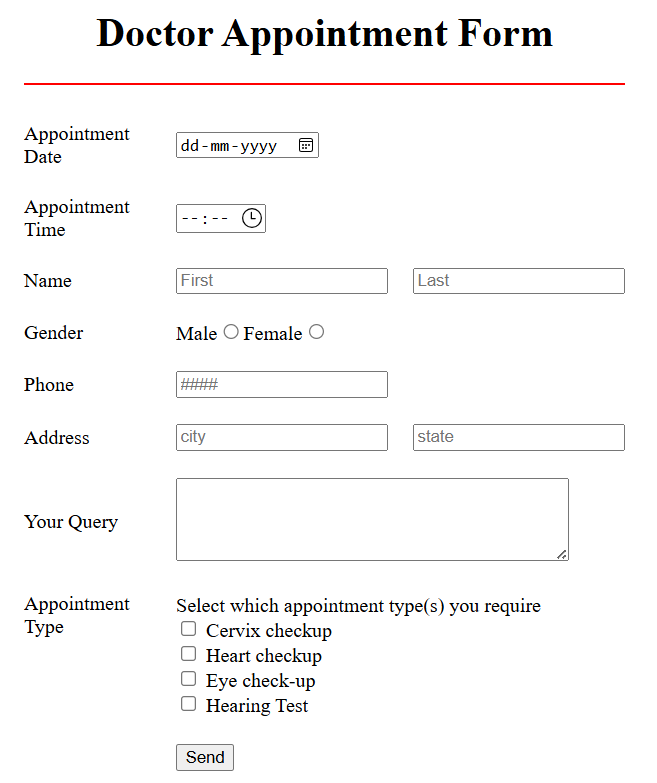 Doctor Appointment Form
Appointment
Date
dd-mm-yyyy
Appointment
Time
--:--
Name
First
Last
Gender
Male Female
Phone
####
Address
city
state
Your Query
Appointment
Type
Select which appointment type(s) you require
Cervix checkup
Heart checkup
Eye check-up
Hearing Test
Send